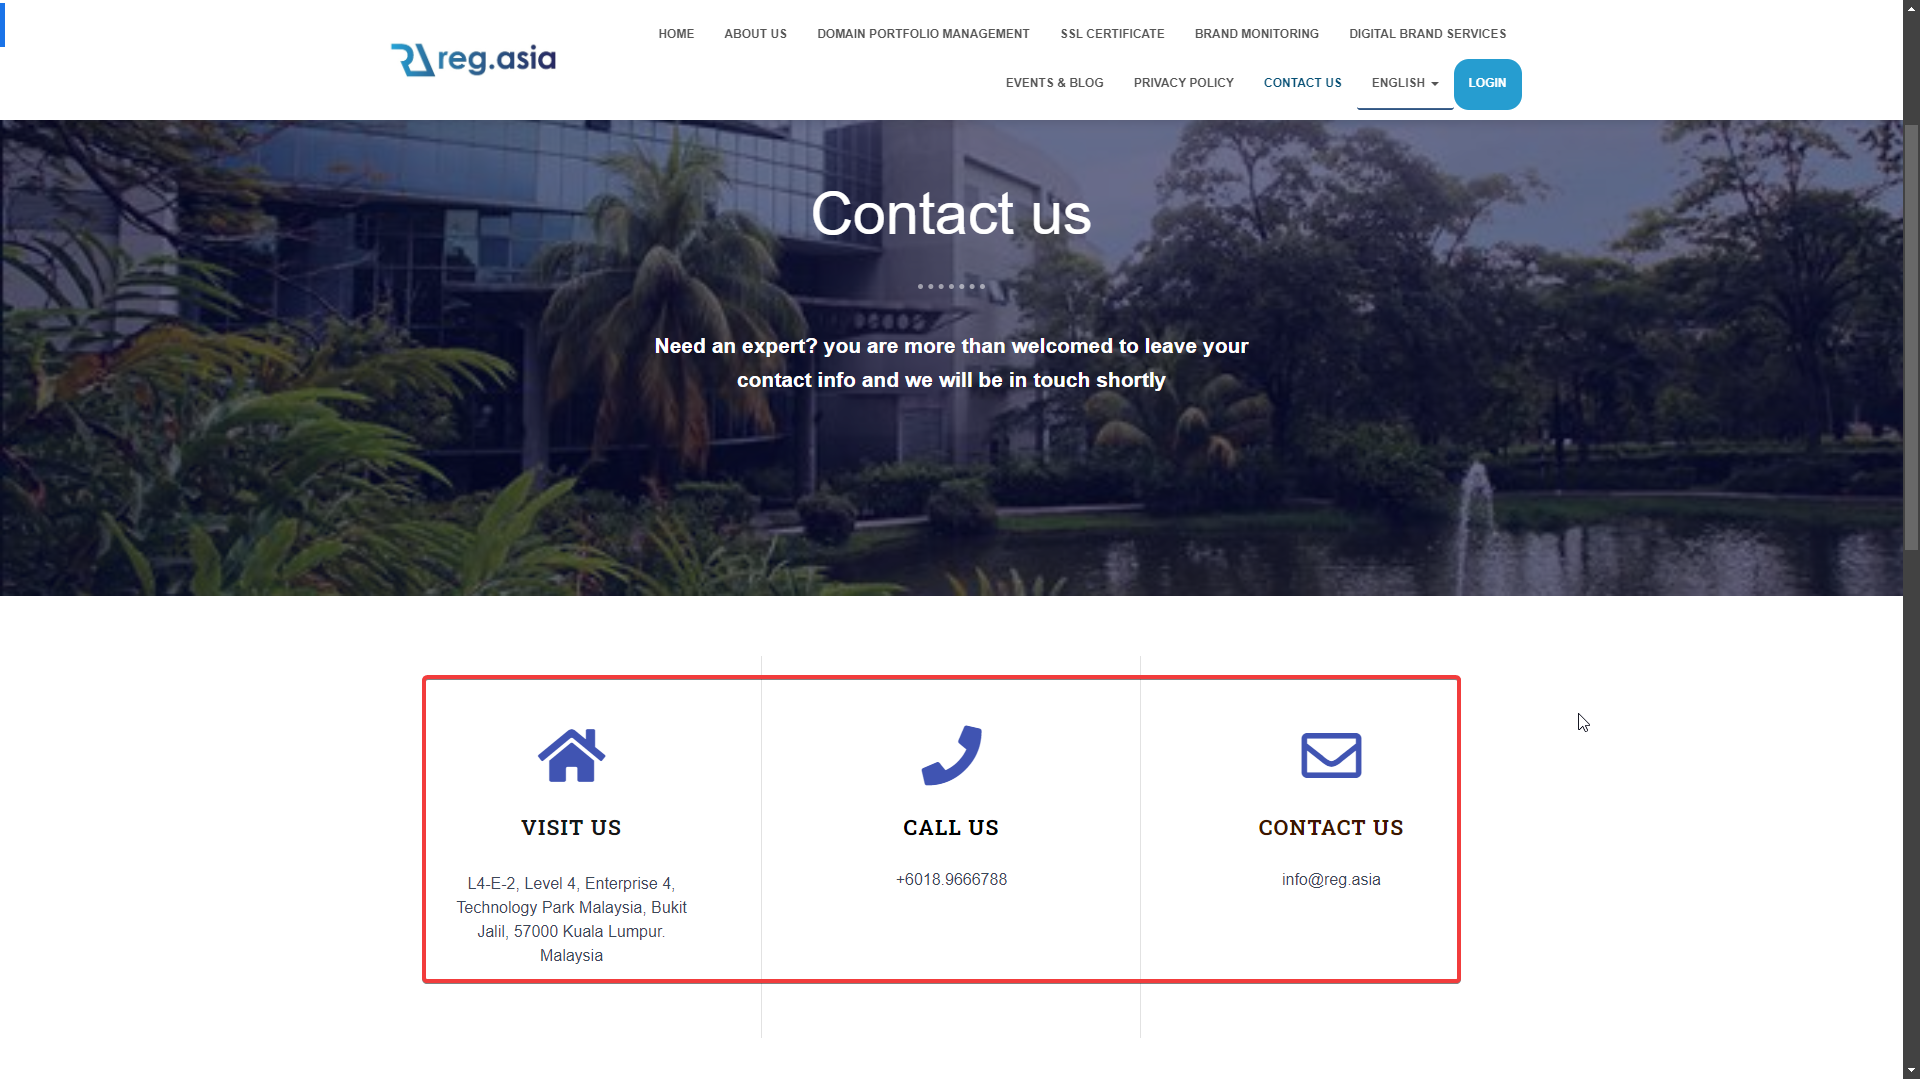 reg.asia
HOME
ABOUT US
DOMAIN PORTFOLIO MANAGEMENT
SSL CERTIFICATE
BRAND MONITORING
DIGITAL BRAND SERVICES
EVENTS & BLOG
PRIVACY POLICY
CONTACT US
ENGLISH
LOGIN
Contact us
Need an expert? you are more than welcomed to leave your
contact info and we will be in touch shortly
VISIT US
L4-E-2, Level 4, Enterprise 4,
Technology Park Malaysia, Bukit
Jalil, 57000 Kuala Lumpur.
Malaysia
CALL US
+6018.9666788
CONTACT US
info@reg.asia